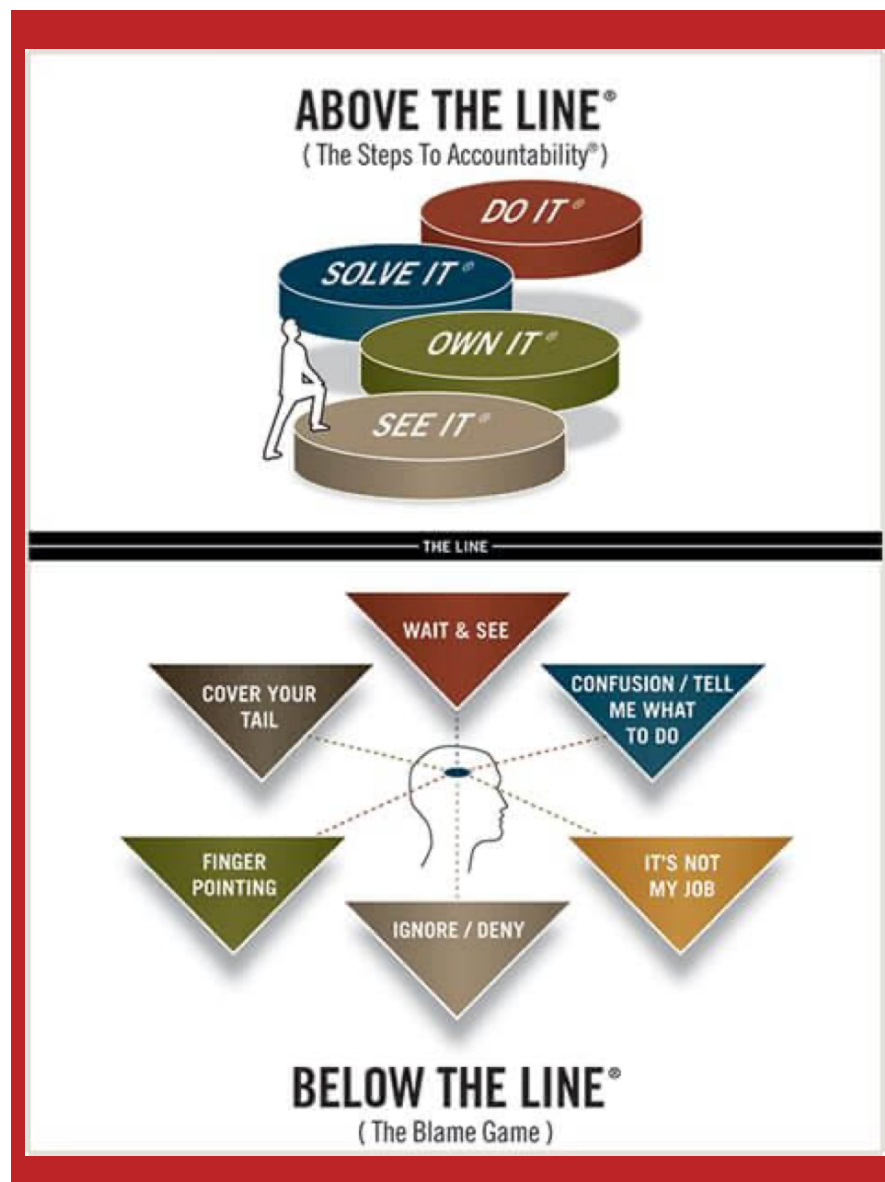 ABOVE THE LINE®
( The Steps To Accountability®)
DO IT®
SOLVE IT®
OWN IT®
SEE IT®
THE LINE
WAIT & SEE
COVER YOUR
TAIL
CONFUSION / TELL
ME WHAT
TO DO
FINGER
POINTING
IT'S NOT
MY JOB
IGNORE / DENY
BELOW THE LINE®
( The Blame Game )